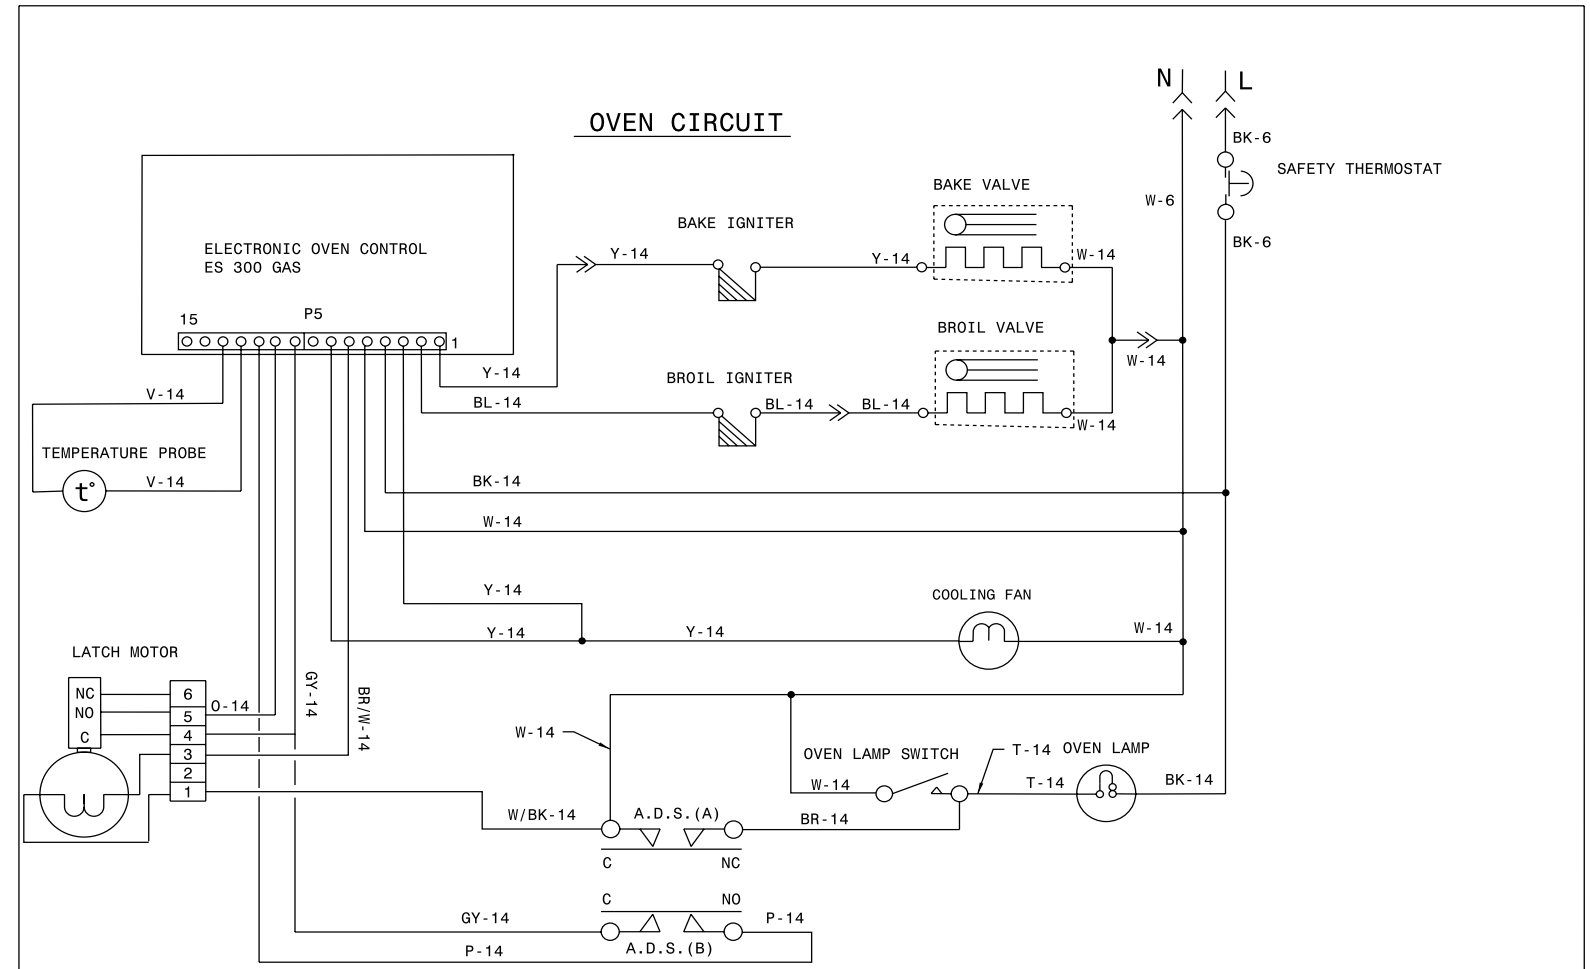 N
L
OVEN CIRCUIT
BK-6
SAFETY THERMOSTAT
BAKE VALVE
W-6
BAKE IGNITER
BK-6
ELECTRONIC OVEN CONTROL
ES 300 GAS
Y-14
Y-14
W-14
15
P5
1
BROIL VALVE
W-14
Y-14
BROIL IGNITER
V-14
BL-14
BL-14
BL-14
W-14
TEMPERATURE PROBE
t°
V-14
BK-14
W-14
Y-14
COOLING FAN
Y-14
Y-14
W-14
LATCH MOTOR
GY-14
BR/W-14
NC
6
NO
5
O-14
C
4
3
2
1
W-14
OVEN LAMP SWITCH
T-14
OVEN LAMP
W-14
T-14
BK-14
W/BK-14
A.D.S.(A)
BR-14
C
NC
C
NO
GY-14
P-14
A.D.S.(B)
P-14